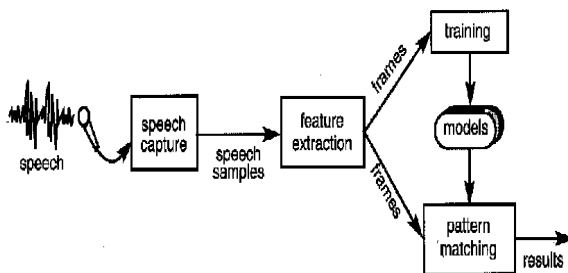 speech
speech
capture
speech
samples
feature
extraction
frames
frames
training
models
pattern
matching
results